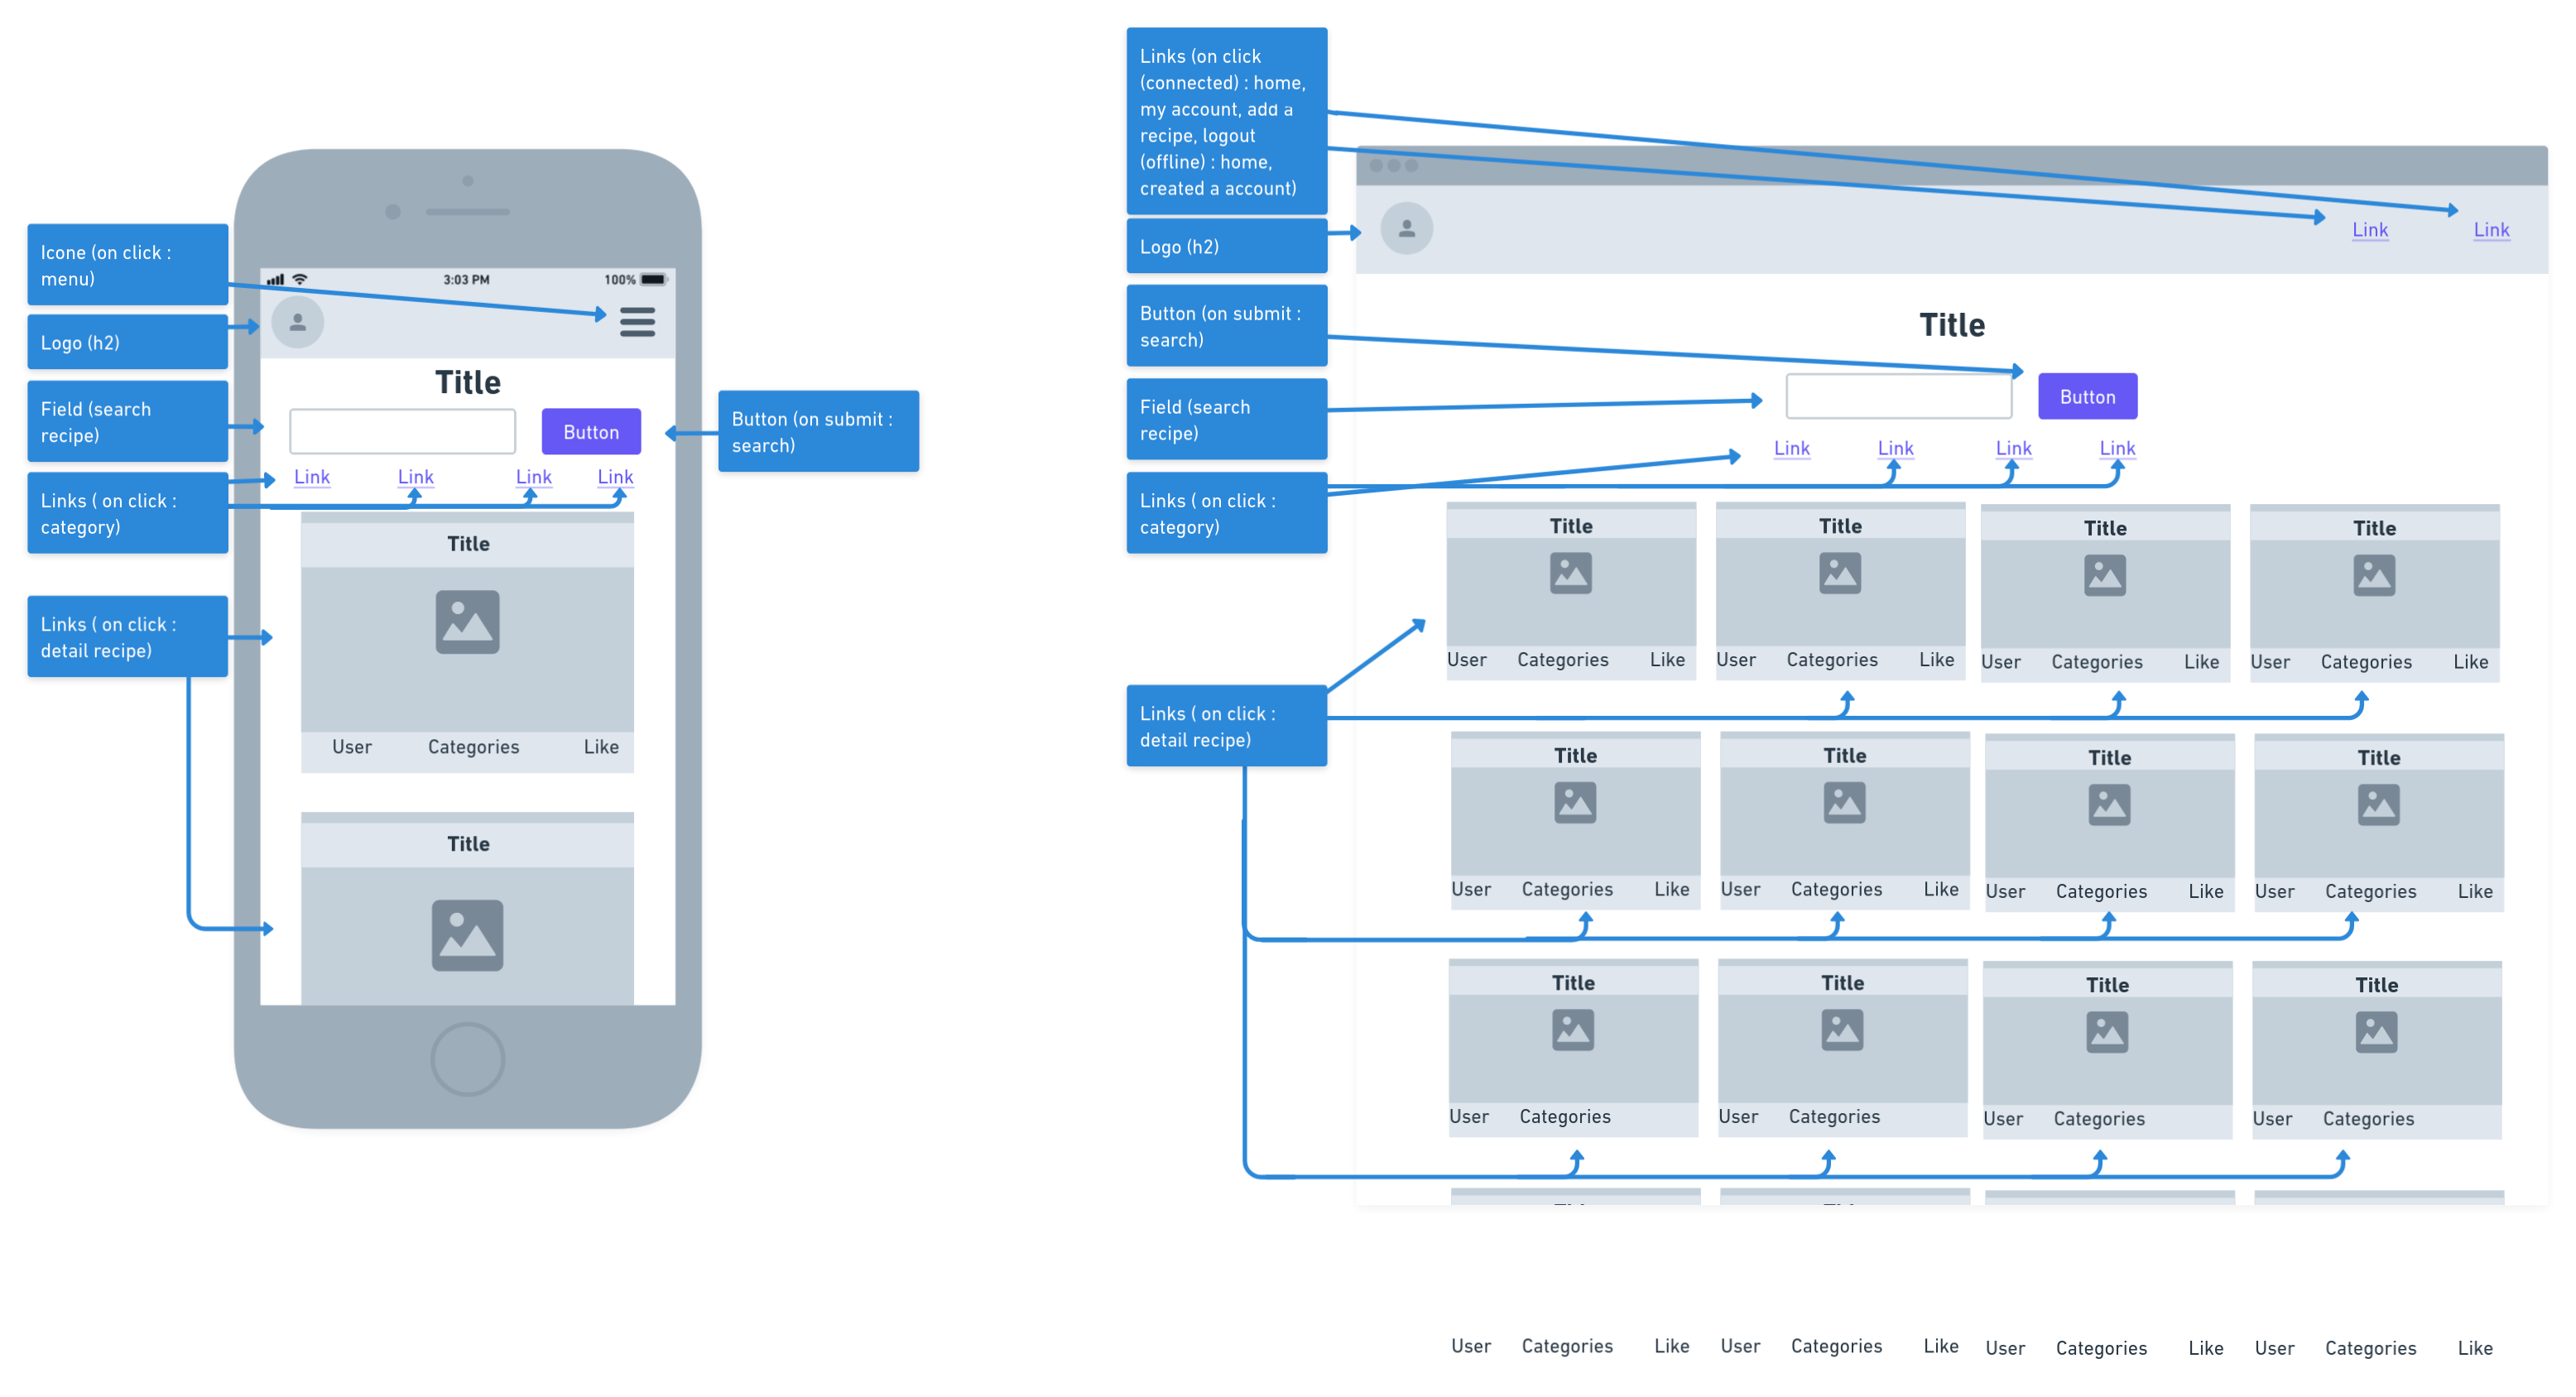 Icone (on click :
menu)
Logo (h2)
Field (search
recipe)
Links ( on click :
category)
Links ( on click :
detail recipe)
3:03 PM
100%
Title
Button
Link Link Link Link
Title
User Categories Like
Title
Button (on submit :
search)
Links (on click
(connected) : home,
my account, add a
recipe, logout
(offline) : home,
created a account)
Logo (h2)
Button (on submit :
search)
Field (search
recipe)
Links ( on click :
category)
Links ( on click :
detail recipe)
Link Link
Title
Button
Link Link Link Link
Title Title Title Title
User Categories Like User Categories Like User Categories Like User Categories Like
Title Title Title Title
User Categories Like User Categories Like User Categories Like User Categories Like
Title Title Title Title
User Categories User Categories User Categories User Categories
User Categories Like User Categories Like User Categories Like User Categories Like